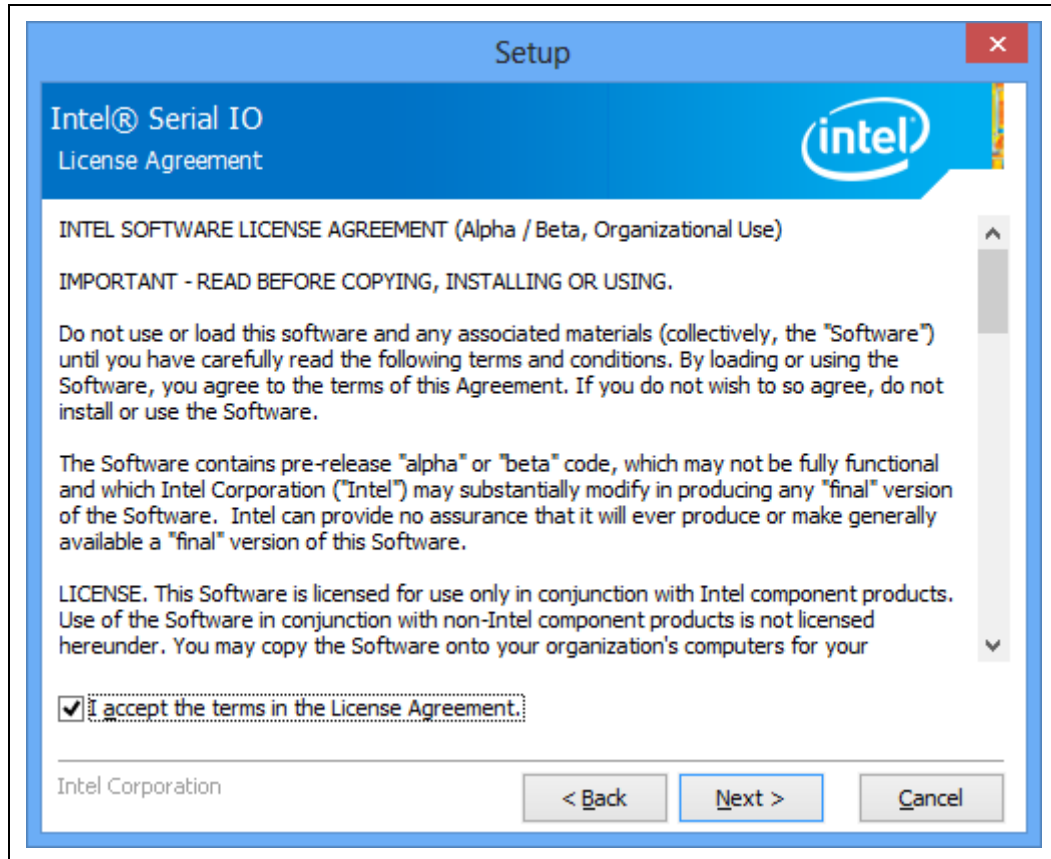 Setup
Intel® Serial IO
License Agreement
intel
INTEL SOFTWARE LICENSE AGREEMENT (Alpha / Beta, Organizational Use)
IMPORTANT - READ BEFORE COPYING, INSTALLING OR USING.
Do not use or load this software and any associated materials (collectively, the "Software")
until you have carefully read the following terms and conditions. By loading or using the
Software, you agree to the terms of this Agreement. If you do not wish to so agree, do not
install or use the Software.
The Software contains pre-release "alpha" or "beta" code, which may not be fully functional
and which Intel Corporation ("Intel") may substantially modify in producing any "final" version
of the Software.  Intel can provide no assurance that it will ever produce or make generally
available a "final" version of this Software.
LICENSE. This Software is licensed for use only in conjunction with Intel component products.
Use of the Software in conjunction with non-Intel component products is not licensed
hereunder. You may copy the Software onto your organization's computers for your
I accept the terms in the License Agreement.
Intel Corporation
< Back
Next >
Cancel